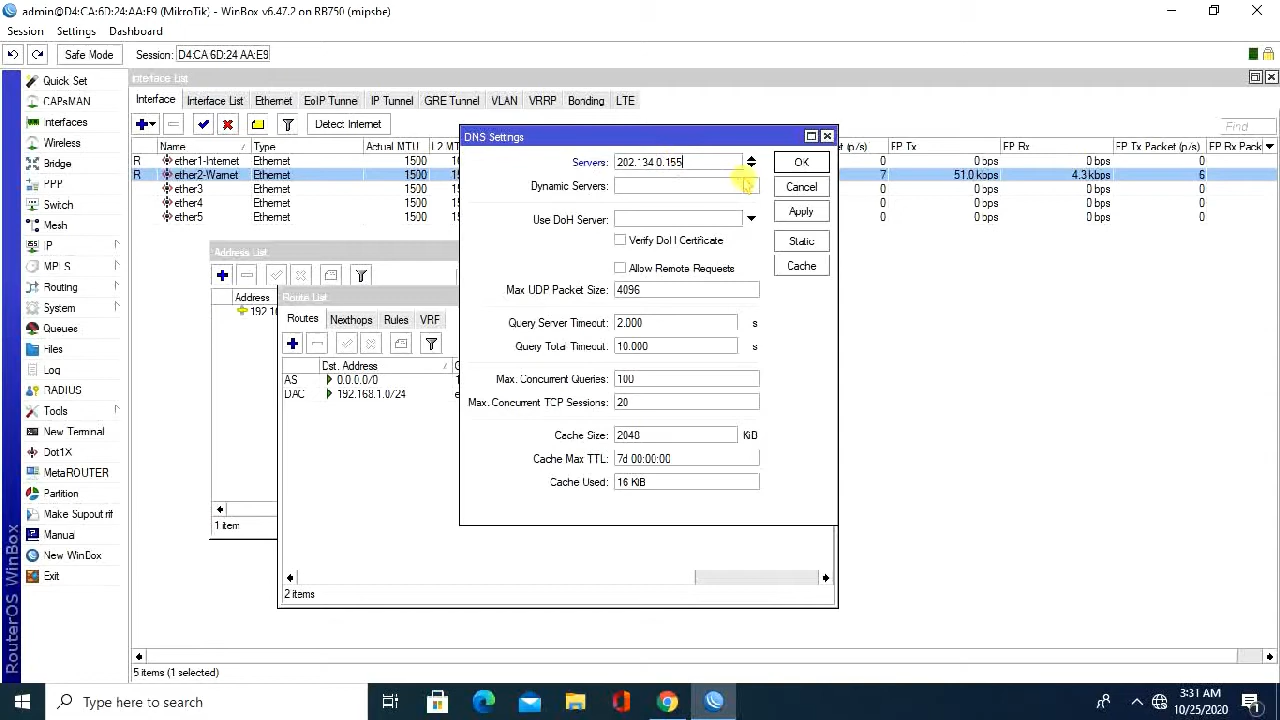 admin@D4:CA:6D:24:AA:E9 (MikroTik) - WinBox v6.47.2 on RB750 (mipsbe)
Session Settings Dashboard
Safe Mode Session: D4:CA:6D:24:AA:E9
Quick Set
CAPsMAN
Interfaces
Wireless
Bridge
PPP
Switch
Mesh
IP
MPLS
Routing
System
Queues
Files
Log
RADIUS
Tools
New Terminal
Dot1X
MetaROUTER
Partition
Make Supout.rif
Manual
New WinBox
Exit
RouterOS WinBox
Interface List
Interface Interface List Ethernet EoIP Tunnel IP Tunnel GRE Tunnel VLAN VRRP Bonding LTE
Detect Internet Find
Name Type Actual MTU L2 M FP Tx FP Rx FP Tx Packet (p/s) FP Rx Pack
R ether1-Internet Ethernet 1500 0 0 bps 0 bps 0
R ether2-Warnet Ethernet 1500 7 51.0 kbps 4.3 kbps 6
ether3 Ethernet 1500 0 0 bps 0 bps 0
ether4 Ethernet 1500 0 0 bps 0 bps 0
ether5 Ethernet 1500 0 0 bps 0 bps 0
Address List
Address
192.16
1 item
Route List
Routes Nexthops Rules VRF
Dst. Address
AS 0.0.0.0/0
DAC 192.168.1.0/24
2 items
DNS Settings
Servers: 202.134.0.155
Dynamic Servers:
Use DoH Server:
Verify DoH Certificate
Allow Remote Requests
Max UDP Packet Size: 4096
Query Server Timeout: 2.000 s
Query Total Timeout: 10.000 s
Max. Concurrent Queries: 100
Max. Concurrent TCP Sessions: 20
Cache Size: 2048 KiB
Cache Max TTL: 7d 00:00:00
Cache Used: 16 KiB
OK
Cancel
Apply
Static
Cache
5 items (1 selected)
Type here to search
3:31 AM
10/25/2020